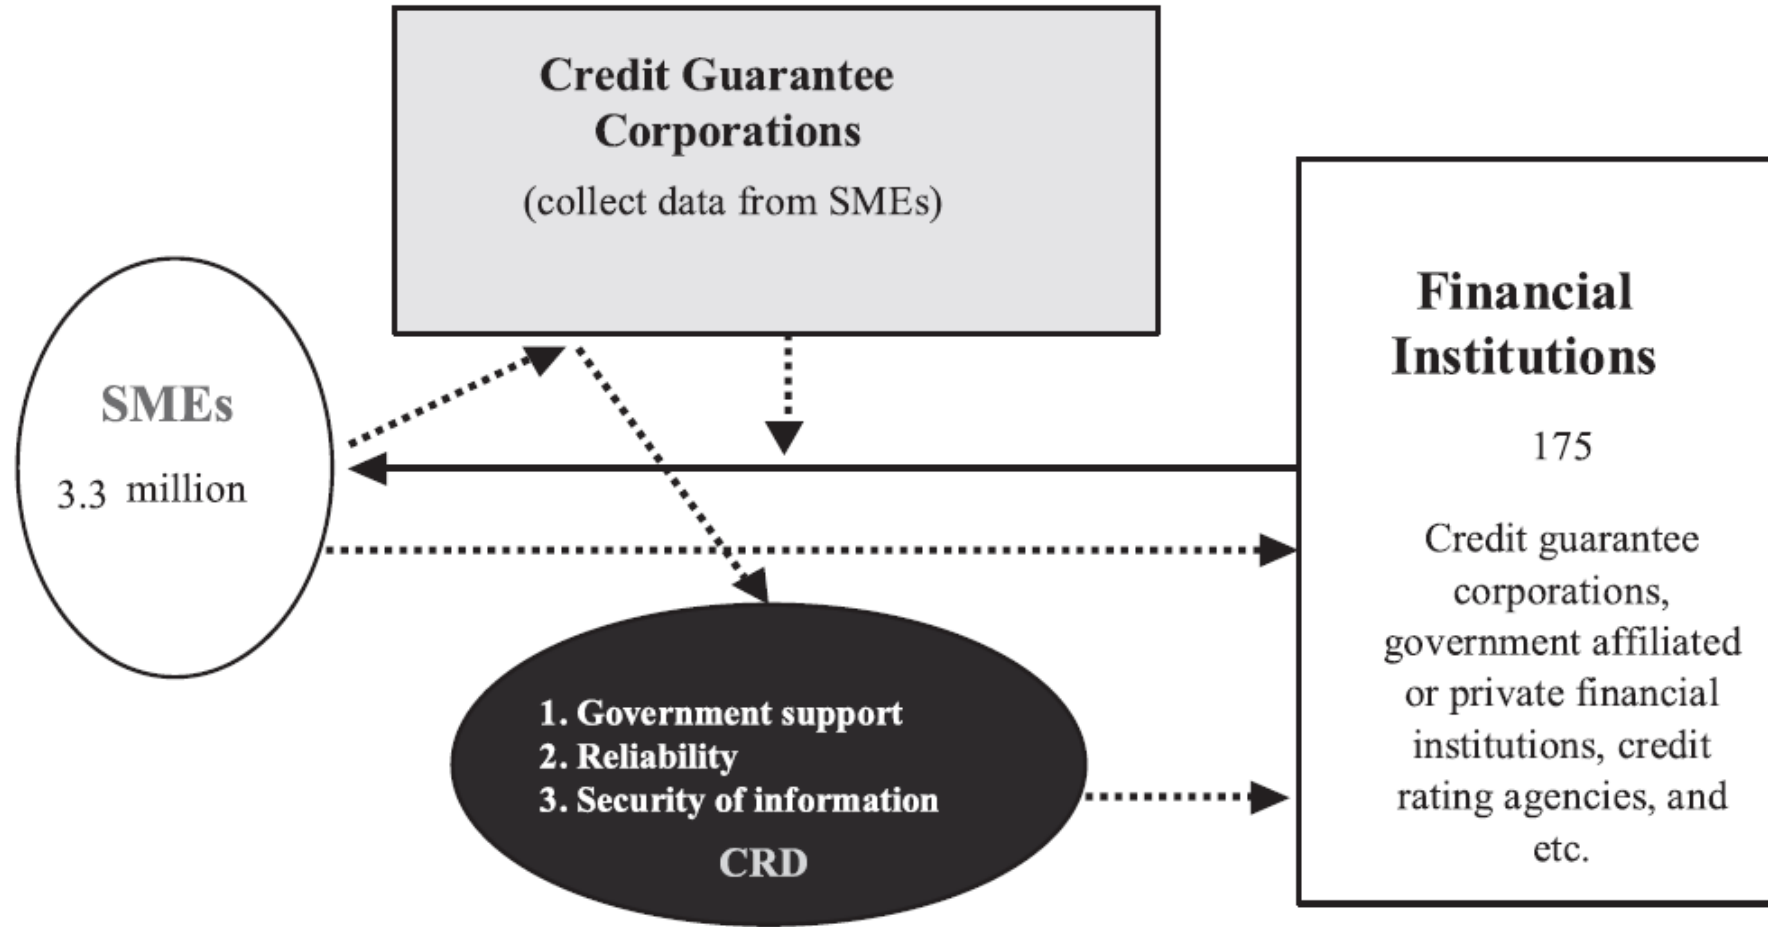 Credit Guarantee
Corporations
(collect data from SMEs)
SMEs
3.3 million
Financial
Institutions
175
Credit guarantee
corporations,
government affiliated
or private financial
institutions, credit
rating agencies, and
etc.
1. Government support
2. Reliability
3. Security of information
CRD